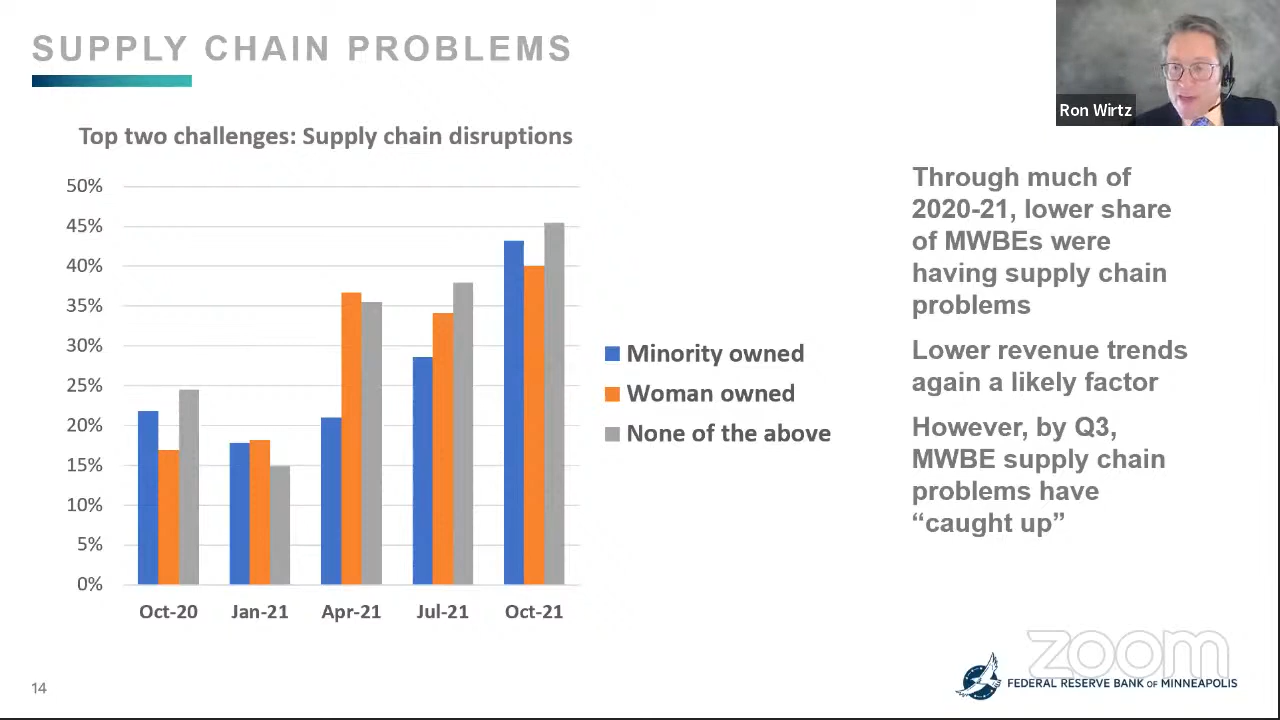 SUPPLY CHAIN PROBLEMS
Ron Wirtz
Top two challenges: Supply chain disruptions
50%
45%
40%
35%
30%
25%
20%
15%
10%
5%
0%
Oct-20 Jan-21 Apr-21 Jul-21 Oct-21
Minority owned
Woman owned
None of the above
Through much of
2020-21, lower share
of MWBEs were
having supply chain
problems
Lower revenue trends
again a likely factor
However, by Q3,
MWBE supply chain
problems have
“caught up”
zoom
14
FEDERAL RESERVE BANK OF MINNEAPOLIS